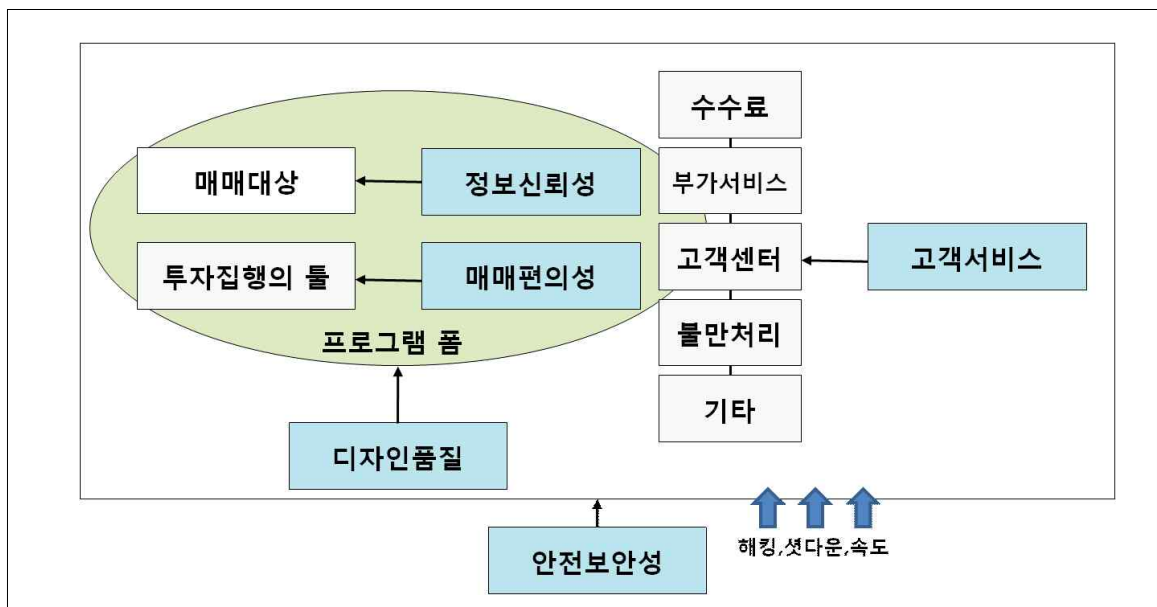 수수료
매매대상
정보신뢰성
부가서비스
투자집행의 툴
매매편의성
고객센터
고객서비스
프로그램 폼
불만처리
기타
디자인품질
안전보안성
해킹,셧다운,속도